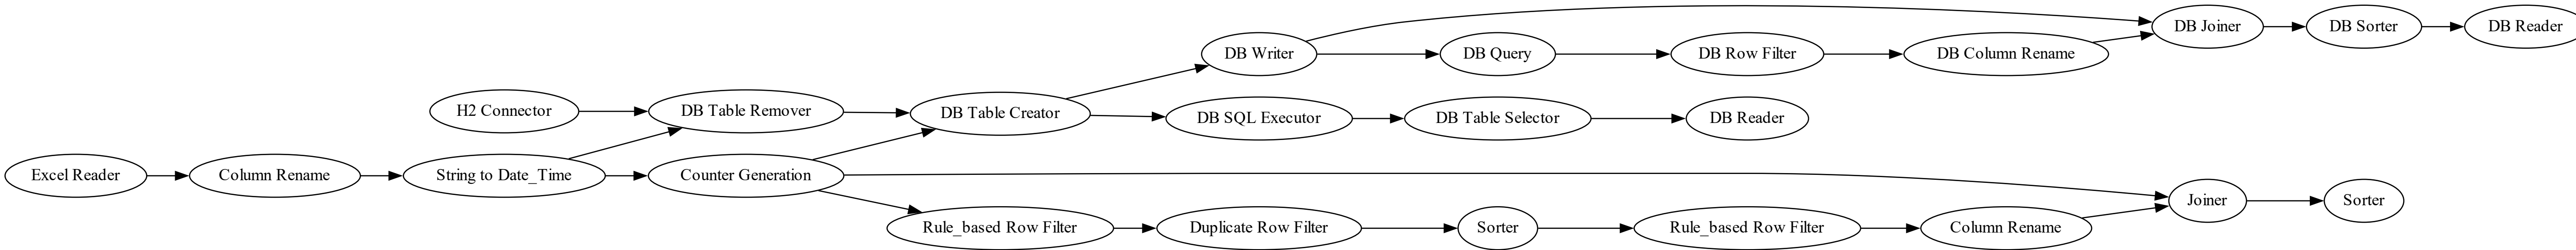 DB Joiner
DB Sorter
DB Reader
DB Writer
DB Query
DB Row Filter
DB Column Rename
H2 Connector
DB Table Remover
DB Table Creator
DB SQL Executor
DB Table Selector
DB Reader
Excel Reader
Column Rename
String to Date_Time
Counter Generation
Joiner
Sorter
Rule_based Row Filter
Duplicate Row Filter
Sorter
Rule_based Row Filter
Column Rename